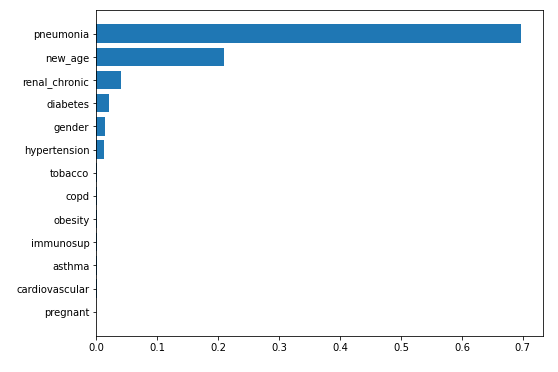 pneumonia
new_age
renal_chronic
diabetes
gender
hypertension
tobacco
copd
obesity
immunosup
asthma
cardiovascular
pregnant
0.0 0.1 0.2 0.3 0.4 0.5 0.6 0.7